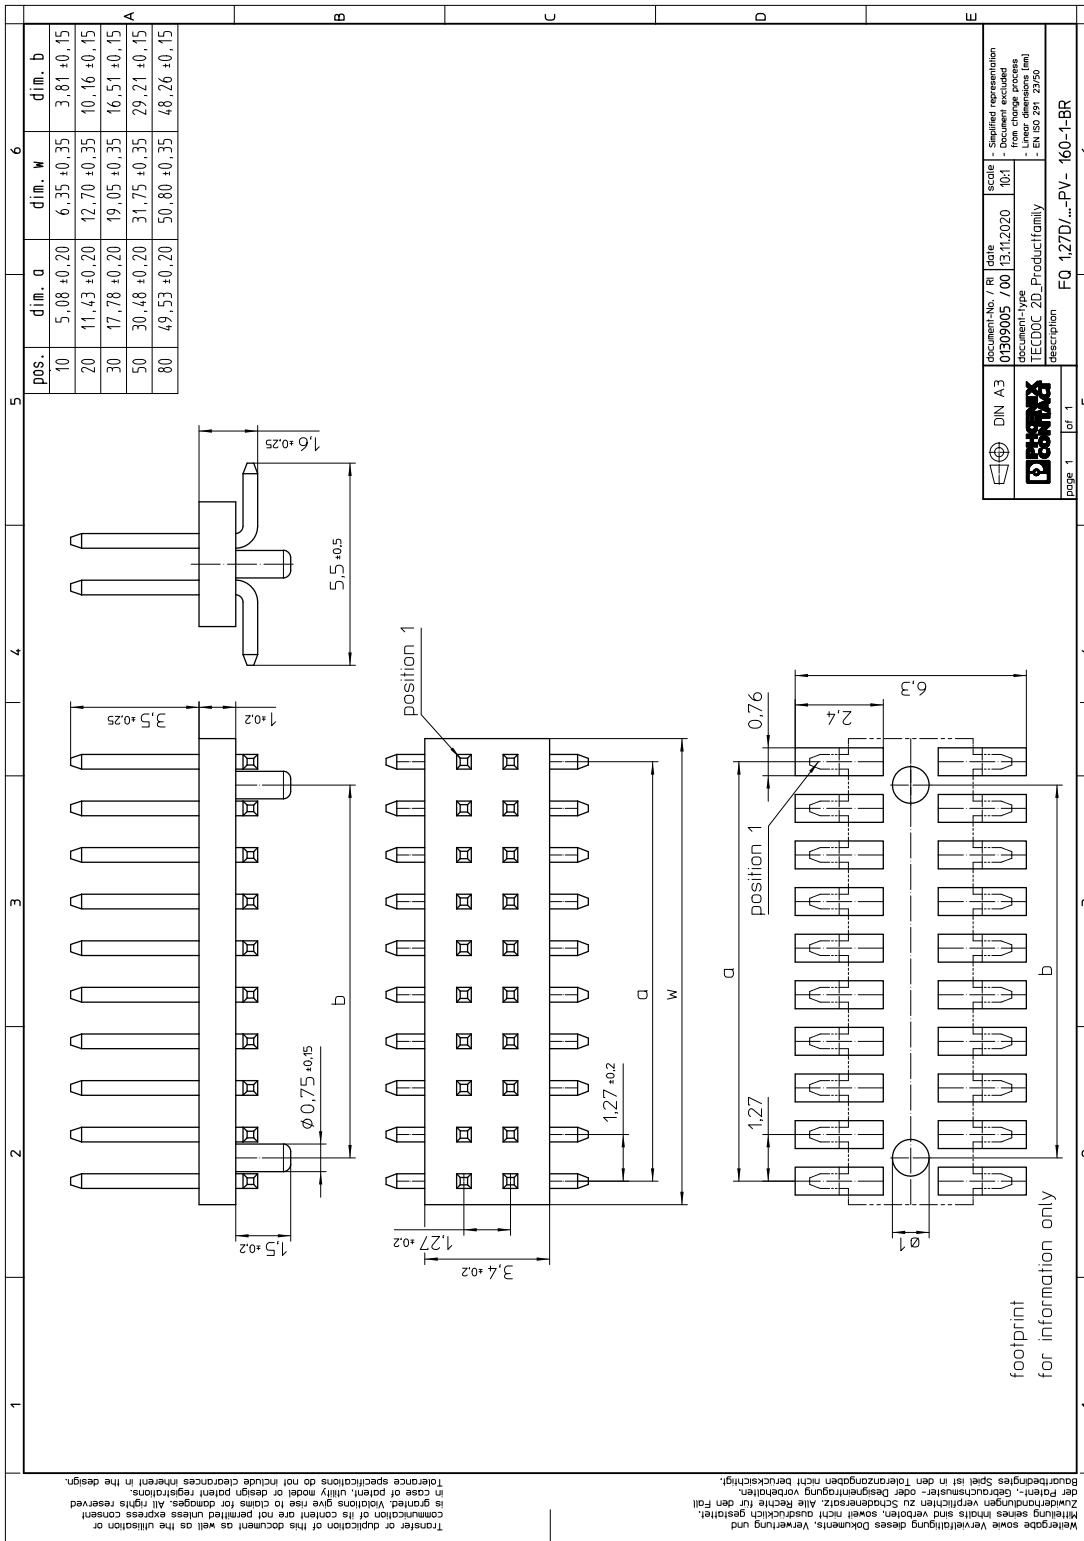 pos. dim. a dim. w dim. b
10 5,08 ±0,20 6,35 ±0,35 3,81 ±0,15
20 11,43 ±0,20 12,70 ±0,35 10,16 ±0,15
30 17,78 ±0,20 19,05 ±0,35 16,51 ±0,15
50 30,48 ±0,20 31,75 ±0,35 29,21 ±0,15
80 49,53 ±0,20 50,80 ±0,35 48,26 ±0,15
1 2 3 4 5 6
A
B
C
D
E
3,5 ±0,25
1 ±0,2
1,5 ±0,2
Ø 0,75 ±0,15
b
1,6 ±0,25
5,5 ±0,5
position 1
1,27 ±0,2
3,4 ±0,2
1,27 ±0,2
a
w
position 1
a
1,27
0,76
2,4
6,3
Ø1
b
footprint
for information only
DIN A3
PHOENIX
CONTACT
page 1 of 1
document-No. / RI
01309005 / 00
date
13.11.2020
scale
10:1
- Simplified representation
- Document excluded
from change process
- Linear dimensions [mm]
- EN ISO 291 23/50
document-type
TECDOC 2D_Productfamily
description
FQ 1,27D/...-PV- 160-1-BR
Transfer or duplication of this document as well as the utilisation or
communication of its content are not permitted unless express consent
is granted. Violations give rise to claims for damages. All rights reserved
in case of patent, utility model or design patent registrations.
Tolerance specifications do not include clearances inherent in the design.
Weitergabe sowie Vervielfältigung dieses Dokuments, Verwertung und
Mitteilung seines Inhalts sind verboten, soweit nicht ausdrücklich gestattet.
Zuwiderhandlungen verpflichten zu Schadenersatz. Alle Rechte für den Fall
der Patent-, Gebrauchsmuster- oder Designeintragung vorbehalten.
Bauartbedingtes Spiel ist in den Toleranzangaben nicht berücksichtigt.